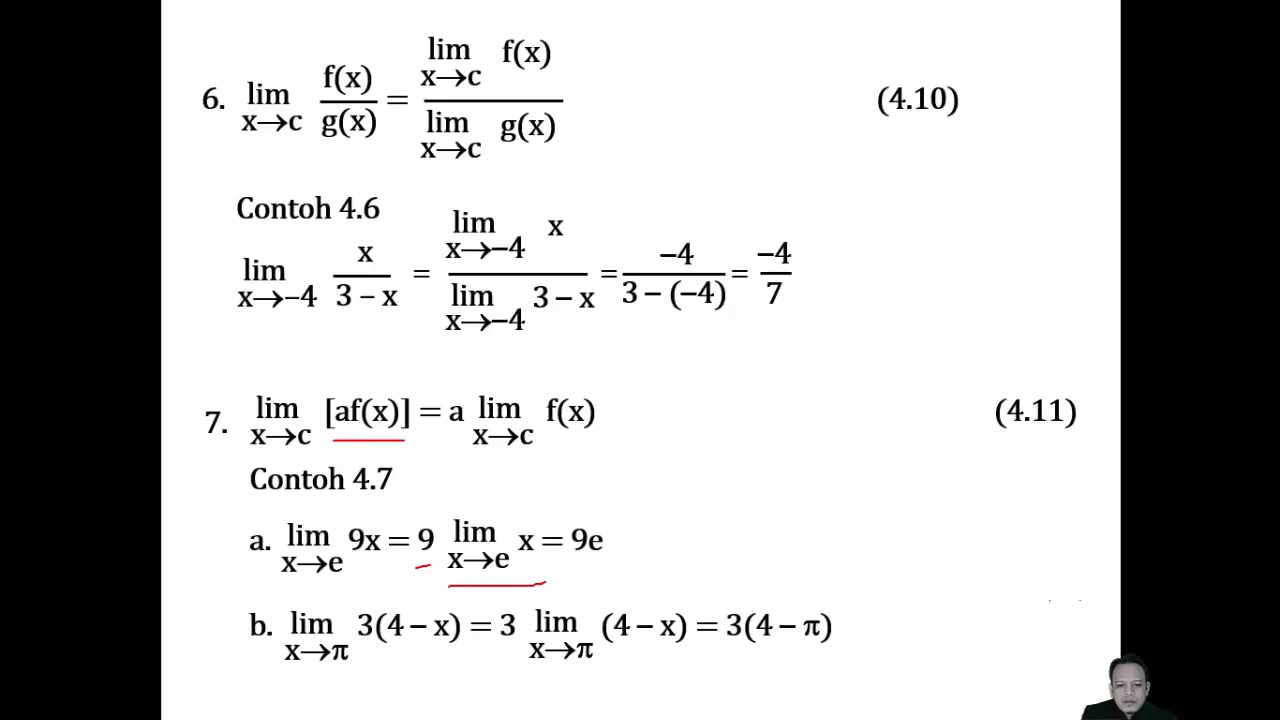 6. lim x→c f(x)/g(x) = lim x→c f(x) / lim x→c g(x) (4.10)
Contoh 4.6
lim x→−4 x/(3 − x) = lim x→−4 x / lim x→−4 3 − x = −4/(3 − (−4)) = −4/7
7. lim x→c [af(x)] = a lim x→c f(x) (4.11)
Contoh 4.7
a. lim x→e 9x = 9 lim x→e x = 9e
b. lim x→π 3(4 − x) = 3 lim x→π (4 − x) = 3(4 − π)